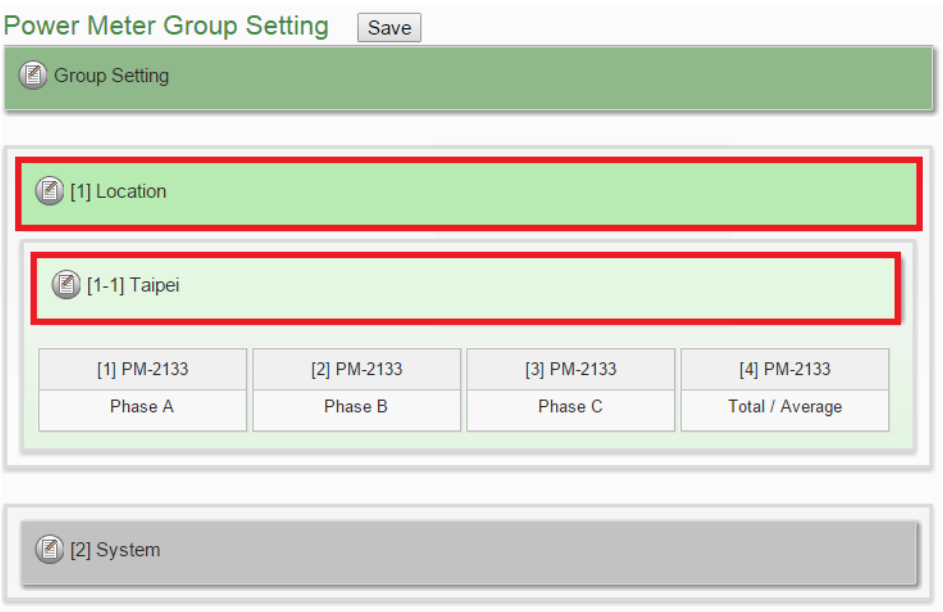 Power Meter Group Setting Save
Group Setting
[1] Location
[1-1] Taipei
[1] PM-2133 [2] PM-2133 [3] PM-2133 [4] PM-2133
Phase A Phase B Phase C Total / Average
[2] System